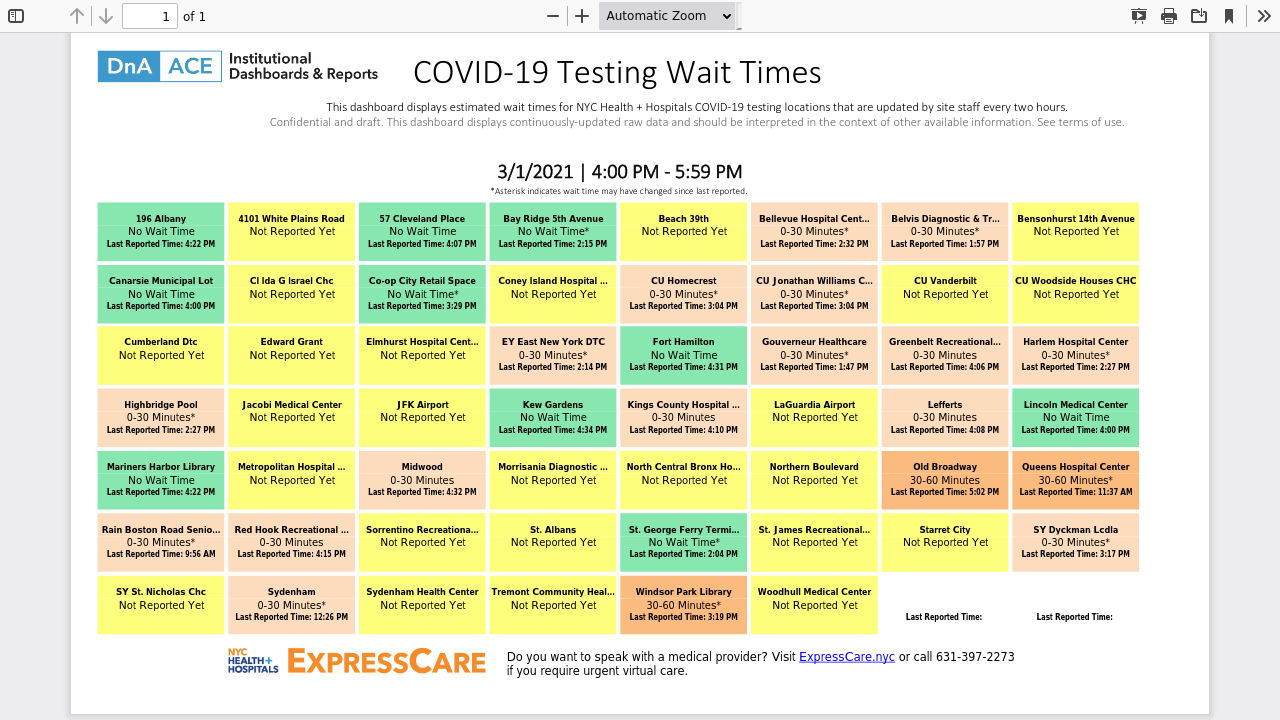 1 of 1 Automatic Zoom
DnA ACE Institutional
Dashboards & Reports
COVID-19 Testing Wait Times
This dashboard displays estimated wait times for NYC Health + Hospitals COVID-19 testing locations that are updated by site staff every two hours.
Confidential and draft. This dashboard displays continuously-updated raw data and should be interpreted in the context of other available information. See terms of use.
3/1/2021 | 4:00 PM - 5:59 PM
*Asterisk indicates wait time may have changed since last reported.
196 Albany
No Wait Time
Last Reported Time: 4:22 PM
4101 White Plains Road
Not Reported Yet
57 Cleveland Place
No Wait Time
Last Reported Time: 4:07 PM
Bay Ridge 5th Avenue
No Wait Time*
Last Reported Time: 2:15 PM
Beach 39th
Not Reported Yet
Bellevue Hospital Cent...
0-30 Minutes*
Last Reported Time: 2:32 PM
Belvis Diagnostic & Tr...
0-30 Minutes*
Last Reported Time: 1:57 PM
Bensonhurst 14th Avenue
Not Reported Yet
Canarsie Municipal Lot
No Wait Time
Last Reported Time: 4:00 PM
Cl Ida G Israel Chc
Not Reported Yet
Co-op City Retail Space
No Wait Time*
Last Reported Time: 3:29 PM
Coney Island Hospital ...
Not Reported Yet
CU Homecrest
0-30 Minutes*
Last Reported Time: 3:04 PM
CU Jonathan Williams C...
0-30 Minutes*
Last Reported Time: 3:04 PM
CU Vanderbilt
Not Reported Yet
CU Woodside Houses CHC
Not Reported Yet
Cumberland Dtc
Not Reported Yet
Edward Grant
Not Reported Yet
Elmhurst Hospital Cent...
Not Reported Yet
EY East New York DTC
0-30 Minutes*
Last Reported Time: 2:14 PM
Fort Hamilton
No Wait Time
Last Reported Time: 4:31 PM
Gouverneur Healthcare
0-30 Minutes*
Last Reported Time: 1:47 PM
Greenbelt Recreational...
0-30 Minutes
Last Reported Time: 4:06 PM
Harlem Hospital Center
0-30 Minutes*
Last Reported Time: 2:27 PM
Highbridge Pool
0-30 Minutes*
Last Reported Time: 2:27 PM
Jacobi Medical Center
Not Reported Yet
JFK Airport
Not Reported Yet
Kew Gardens
No Wait Time
Last Reported Time: 4:34 PM
Kings County Hospital ...
0-30 Minutes
Last Reported Time: 4:10 PM
LaGuardia Airport
Not Reported Yet
Lefferts
0-30 Minutes
Last Reported Time: 4:08 PM
Lincoln Medical Center
No Wait Time
Last Reported Time: 4:00 PM
Mariners Harbor Library
No Wait Time
Last Reported Time: 4:22 PM
Metropolitan Hospital ...
Not Reported Yet
Midwood
0-30 Minutes
Last Reported Time: 4:32 PM
Morrisania Diagnostic ...
Not Reported Yet
North Central Bronx Ho...
Not Reported Yet
Northern Boulevard
Not Reported Yet
Old Broadway
30-60 Minutes
Last Reported Time: 5:02 PM
Queens Hospital Center
30-60 Minutes*
Last Reported Time: 11:37 AM
Rain Boston Road Senio...
0-30 Minutes*
Last Reported Time: 9:56 AM
Red Hook Recreational ...
0-30 Minutes
Last Reported Time: 4:15 PM
Sorrentino Recreationa...
Not Reported Yet
St. Albans
Not Reported Yet
St. George Ferry Termi...
No Wait Time*
Last Reported Time: 2:04 PM
St. James Recreational...
Not Reported Yet
Starret City
Not Reported Yet
SY Dyckman Lcdla
0-30 Minutes*
Last Reported Time: 3:17 PM
SY St. Nicholas Chc
Not Reported Yet
Sydenham
0-30 Minutes*
Last Reported Time: 12:26 PM
Sydenham Health Center
Not Reported Yet
Tremont Community Heal...
Not Reported Yet
Windsor Park Library
30-60 Minutes*
Last Reported Time: 3:19 PM
Woodhull Medical Center
Not Reported Yet
Last Reported Time:
Last Reported Time:
NYC
HEALTH+
HOSPITALS
EXPRESSCARE
Do you want to speak with a medical provider? Visit ExpressCare.nyc or call 631-397-2273
if you require urgent virtual care.